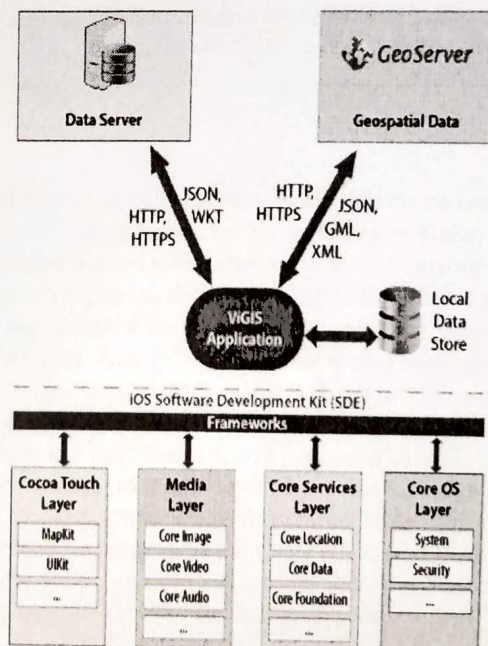 GeoServer
Data Server
Geospatial Data
HTTP,
HTTPS
JSON,
WKT
HTTP,
HTTPS
JSON,
GML,
XML
ViGIS
Application
Local
Data
Store
iOS Software Development Kit (SDE)
Frameworks
Cocoa Touch
Layer
MapKit
UIKit
...
Media
Layer
Core Image
Core Video
Core Audio
...
Core Services
Layer
Core Location
Core Data
Core Foundation
...
Core OS
Layer
System
Security
...